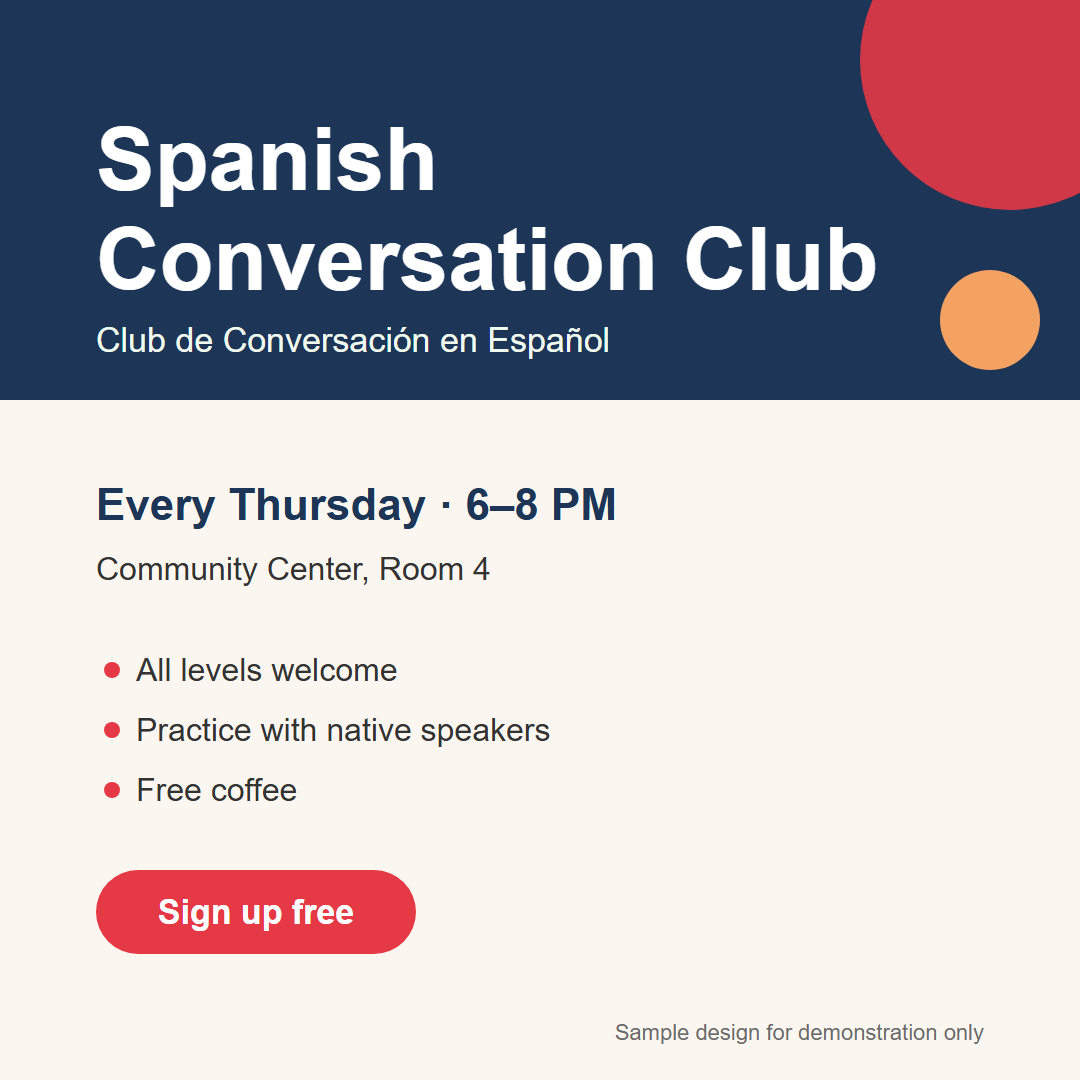 Spanish
Conversation Club
Club de Conversación en Español
Every Thursday · 6–8 PM
Community Center, Room 4
All levels welcome
Practice with native speakers
Free coffee
Sign up free
Sample design for demonstration only